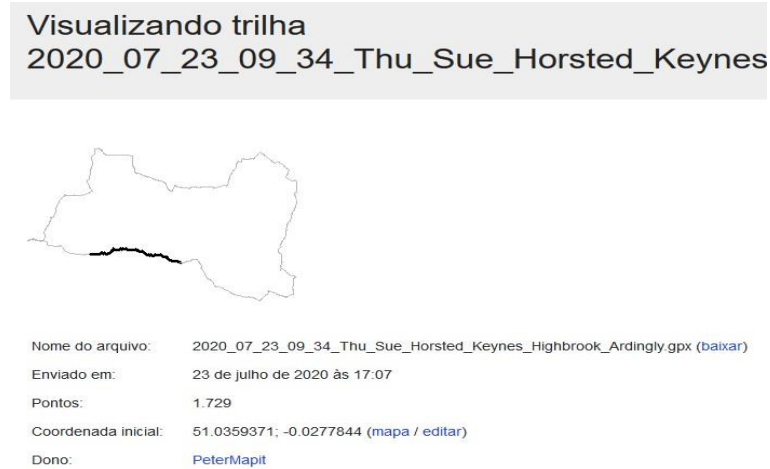 Visualizando trilha
2020_07_23_09_34_Thu_Sue_Horsted_Keynes
Nome do arquivo: 2020_07_23_09_34_Thu_Sue_Horsted_Keynes_Highbrook_Ardingly.gpx (baixar)
Enviado em: 23 de julho de 2020 às 17:07
Pontos: 1.729
Coordenada inicial: 51.0359371; -0.0277844 (mapa / editar)
Dono: PeterMapit